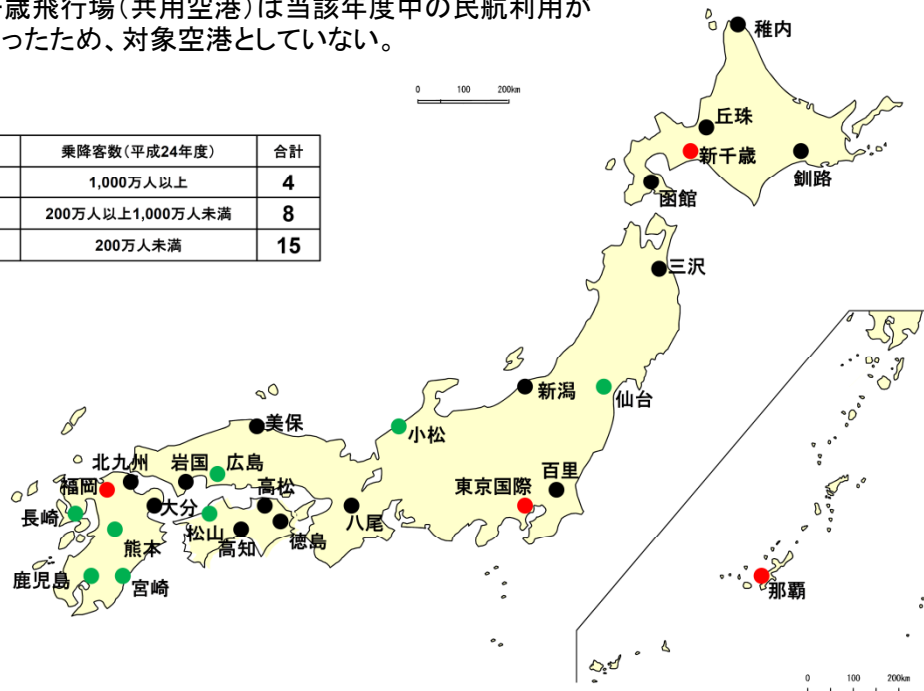 歳飛行場（共用空港）は当該年度中の民航利用が
ったため、対象空港としていない。
稚内
0 100 200km
丘珠
新千歳
釧路
函館
乗降客数（平成24年度） 合計
1,000万人以上 4
200万人以上1,000万人未満 8
200万人未満 15
三沢
新潟
仙台
美保
小松
北九州
岩国
広島
福岡
高松
東京国際
百里
長崎
大分
松山
八尾
熊本
高知
徳島
鹿児島
宮崎
那覇
0 100 200km